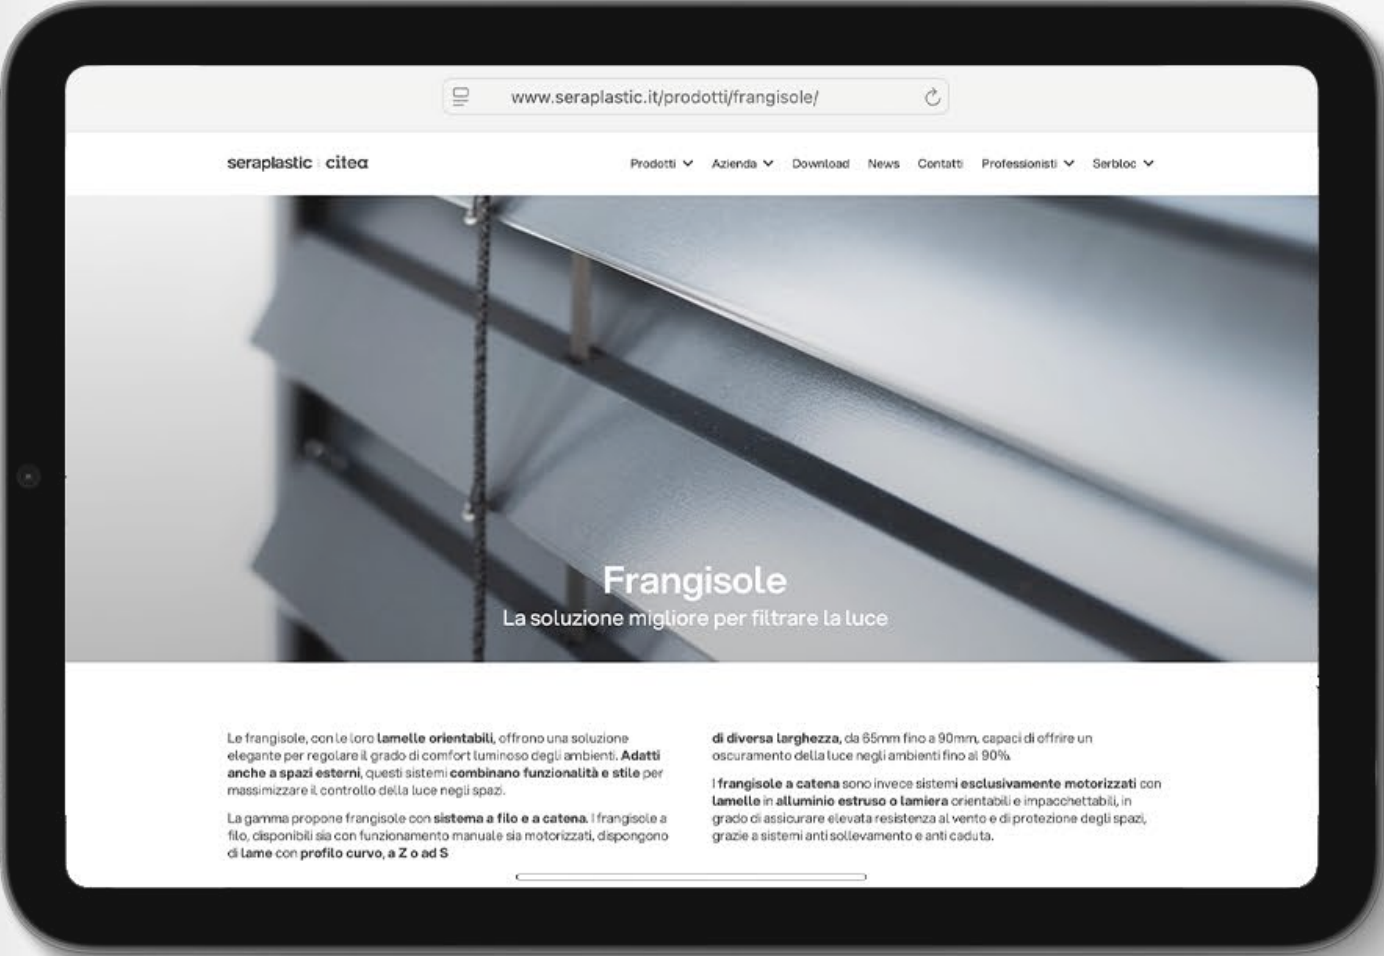 www.seraplastic.it/prodotti/frangisole/
seraplastic citea
Prodotti Azienda Download News Contatti Professionisti Serbloc
Frangisole
La soluzione migliore per filtrare la luce
Le frangisole, con le loro lamelle orientabili, offrono una soluzione
elegante per regolare il grado di comfort luminoso degli ambienti. Adatti
anche a spazi esterni, questi sistemi combinano funzionalità e stile per
massimizzare il controllo della luce negli spazi.
La gamma propone frangisole con sistema a filo e a catena. I frangisole a
filo, disponibili sia con funzionamento manuale sia motorizzati, dispongono
di lame con profilo curvo, a Z o ad S
di diversa larghezza, da 65mm fino a 90mm, capaci di offrire un
oscuramento della luce negli ambienti fino al 90%.
I frangisole a catena sono invece sistemi esclusivamente motorizzati con
lamelle in alluminio estruso o lamiera orientabili e impacchettabili, in
grado di assicurare elevata resistenza al vento e di protezione degli spazi,
grazie a sistemi anti sollevamento e anti caduta.